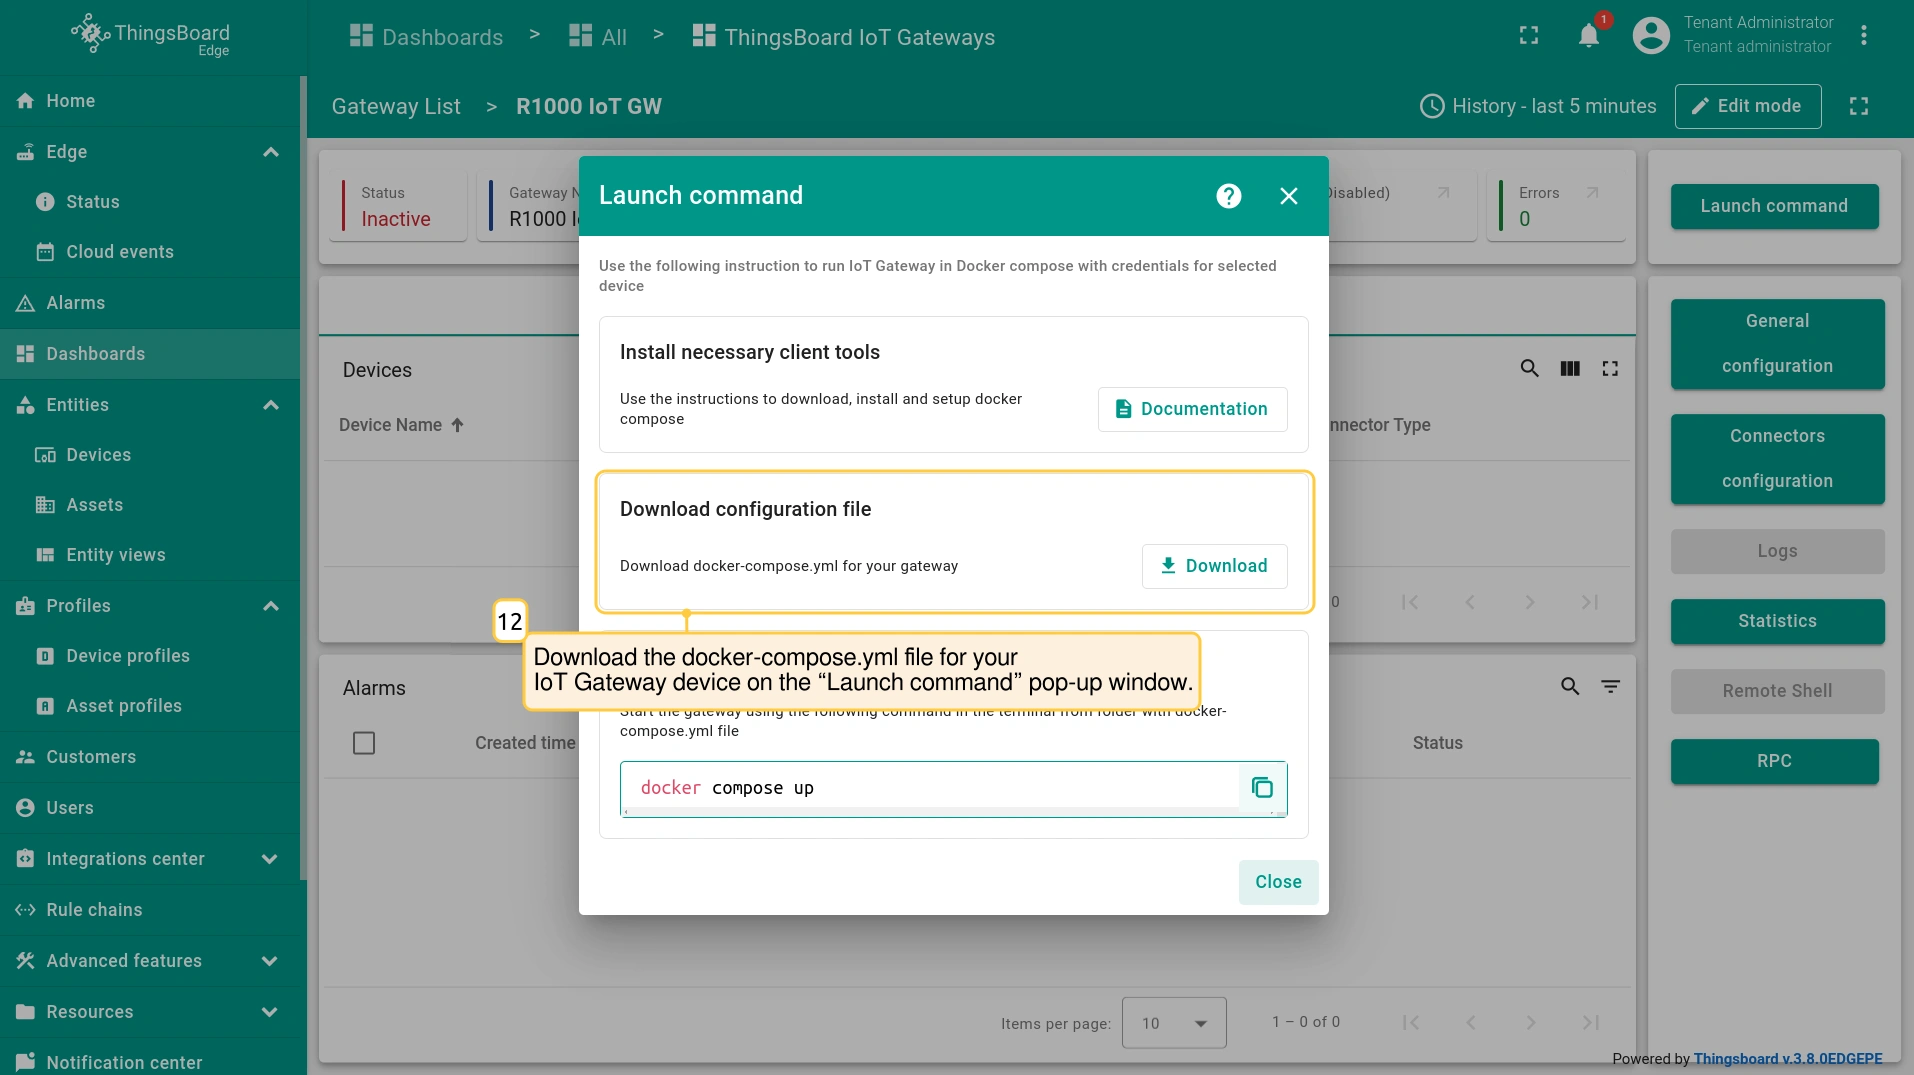 ThingsBoard
Edge
Dashboards > All > ThingsBoard IoT Gateways
1
Tenant Administrator
Tenant administrator
Home
Edge
Status
Cloud events
Alarms
Dashboards
Entities
Devices
Assets
Entity views
Profiles
Device profiles
Asset profiles
Customers
Users
Integrations center
Rule chains
Advanced features
Resources
Notification center
Gateway List > R1000 IoT GW
History - last 5 minutes
Edit mode
Status
Inactive
Gateway
R1000
Disabled)
Errors
0
Launch command
Devices
Device Name
nnector Type
0
General
configuration
Connectors
configuration
Logs
Statistics
Remote Shell
RPC
Alarms
Created time
Status
Items per page:
10
1 – 0 of 0
Powered by Thingsboard v.3.8.0EDGEPE
Launch command
Use the following instruction to run IoT Gateway in Docker compose with credentials for selected
device
Install necessary client tools
Use the instructions to download, install and setup docker
compose
Documentation
Download configuration file
Download docker-compose.yml for your gateway
Download
12
Download the docker-compose.yml file for your
IoT Gateway device on the “Launch command” pop-up window.
Start the gateway using the following command in the terminal from folder with docker-
compose.yml file
docker compose up
Close